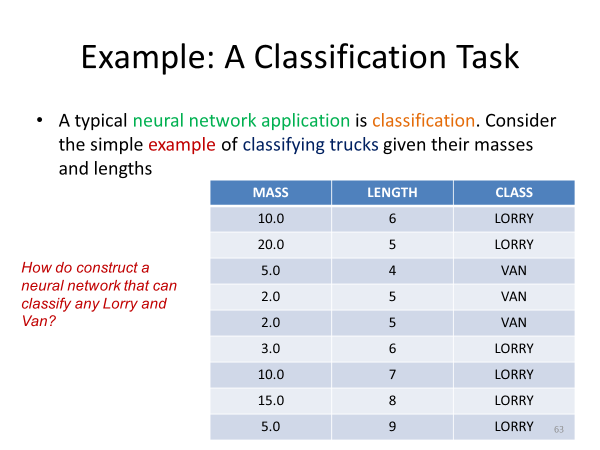 Example: A Classification Task
• A typical neural network application is classification. Consider
the simple example of classifying trucks given their masses
and lengths
How do construct a
neural network that can
classify any Lorry and
Van?
MASS LENGTH CLASS
10.0 6 LORRY
20.0 5 LORRY
5.0 4 VAN
2.0 5 VAN
2.0 5 VAN
3.0 6 LORRY
10.0 7 LORRY
15.0 8 LORRY
5.0 9 LORRY
63